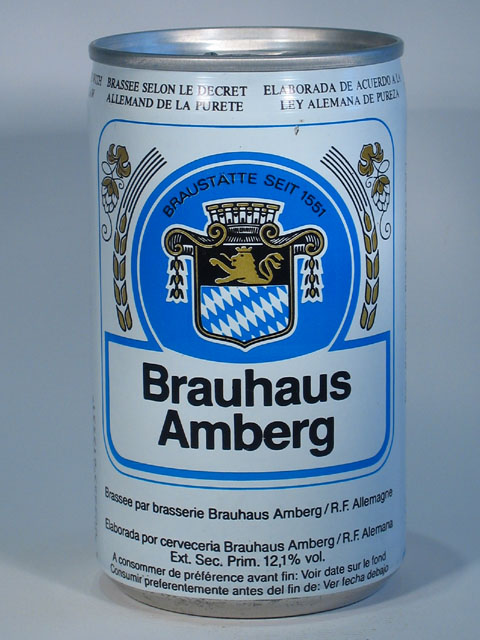 BRASSEE SELON LE DECRET
ALLEMAND DE LA PURETE
ELABORADA DE ACUERDO A LA
LEY ALEMANA DE PUREZA
BRAUSTÄTTE SEIT 1551
Brauhaus
Amberg
Brassee par brasserie Brauhaus Amberg/R.F. Allemagne
Elaborada por cerveceria Brauhaus Amberg/R.F. Alemana
Ext. Sec. Prim. 12,1% vol.
A consommer de préférence avant fin: Voir date sur le fond
Consumir preferentemente antes del fin de: Ver fecha debajo